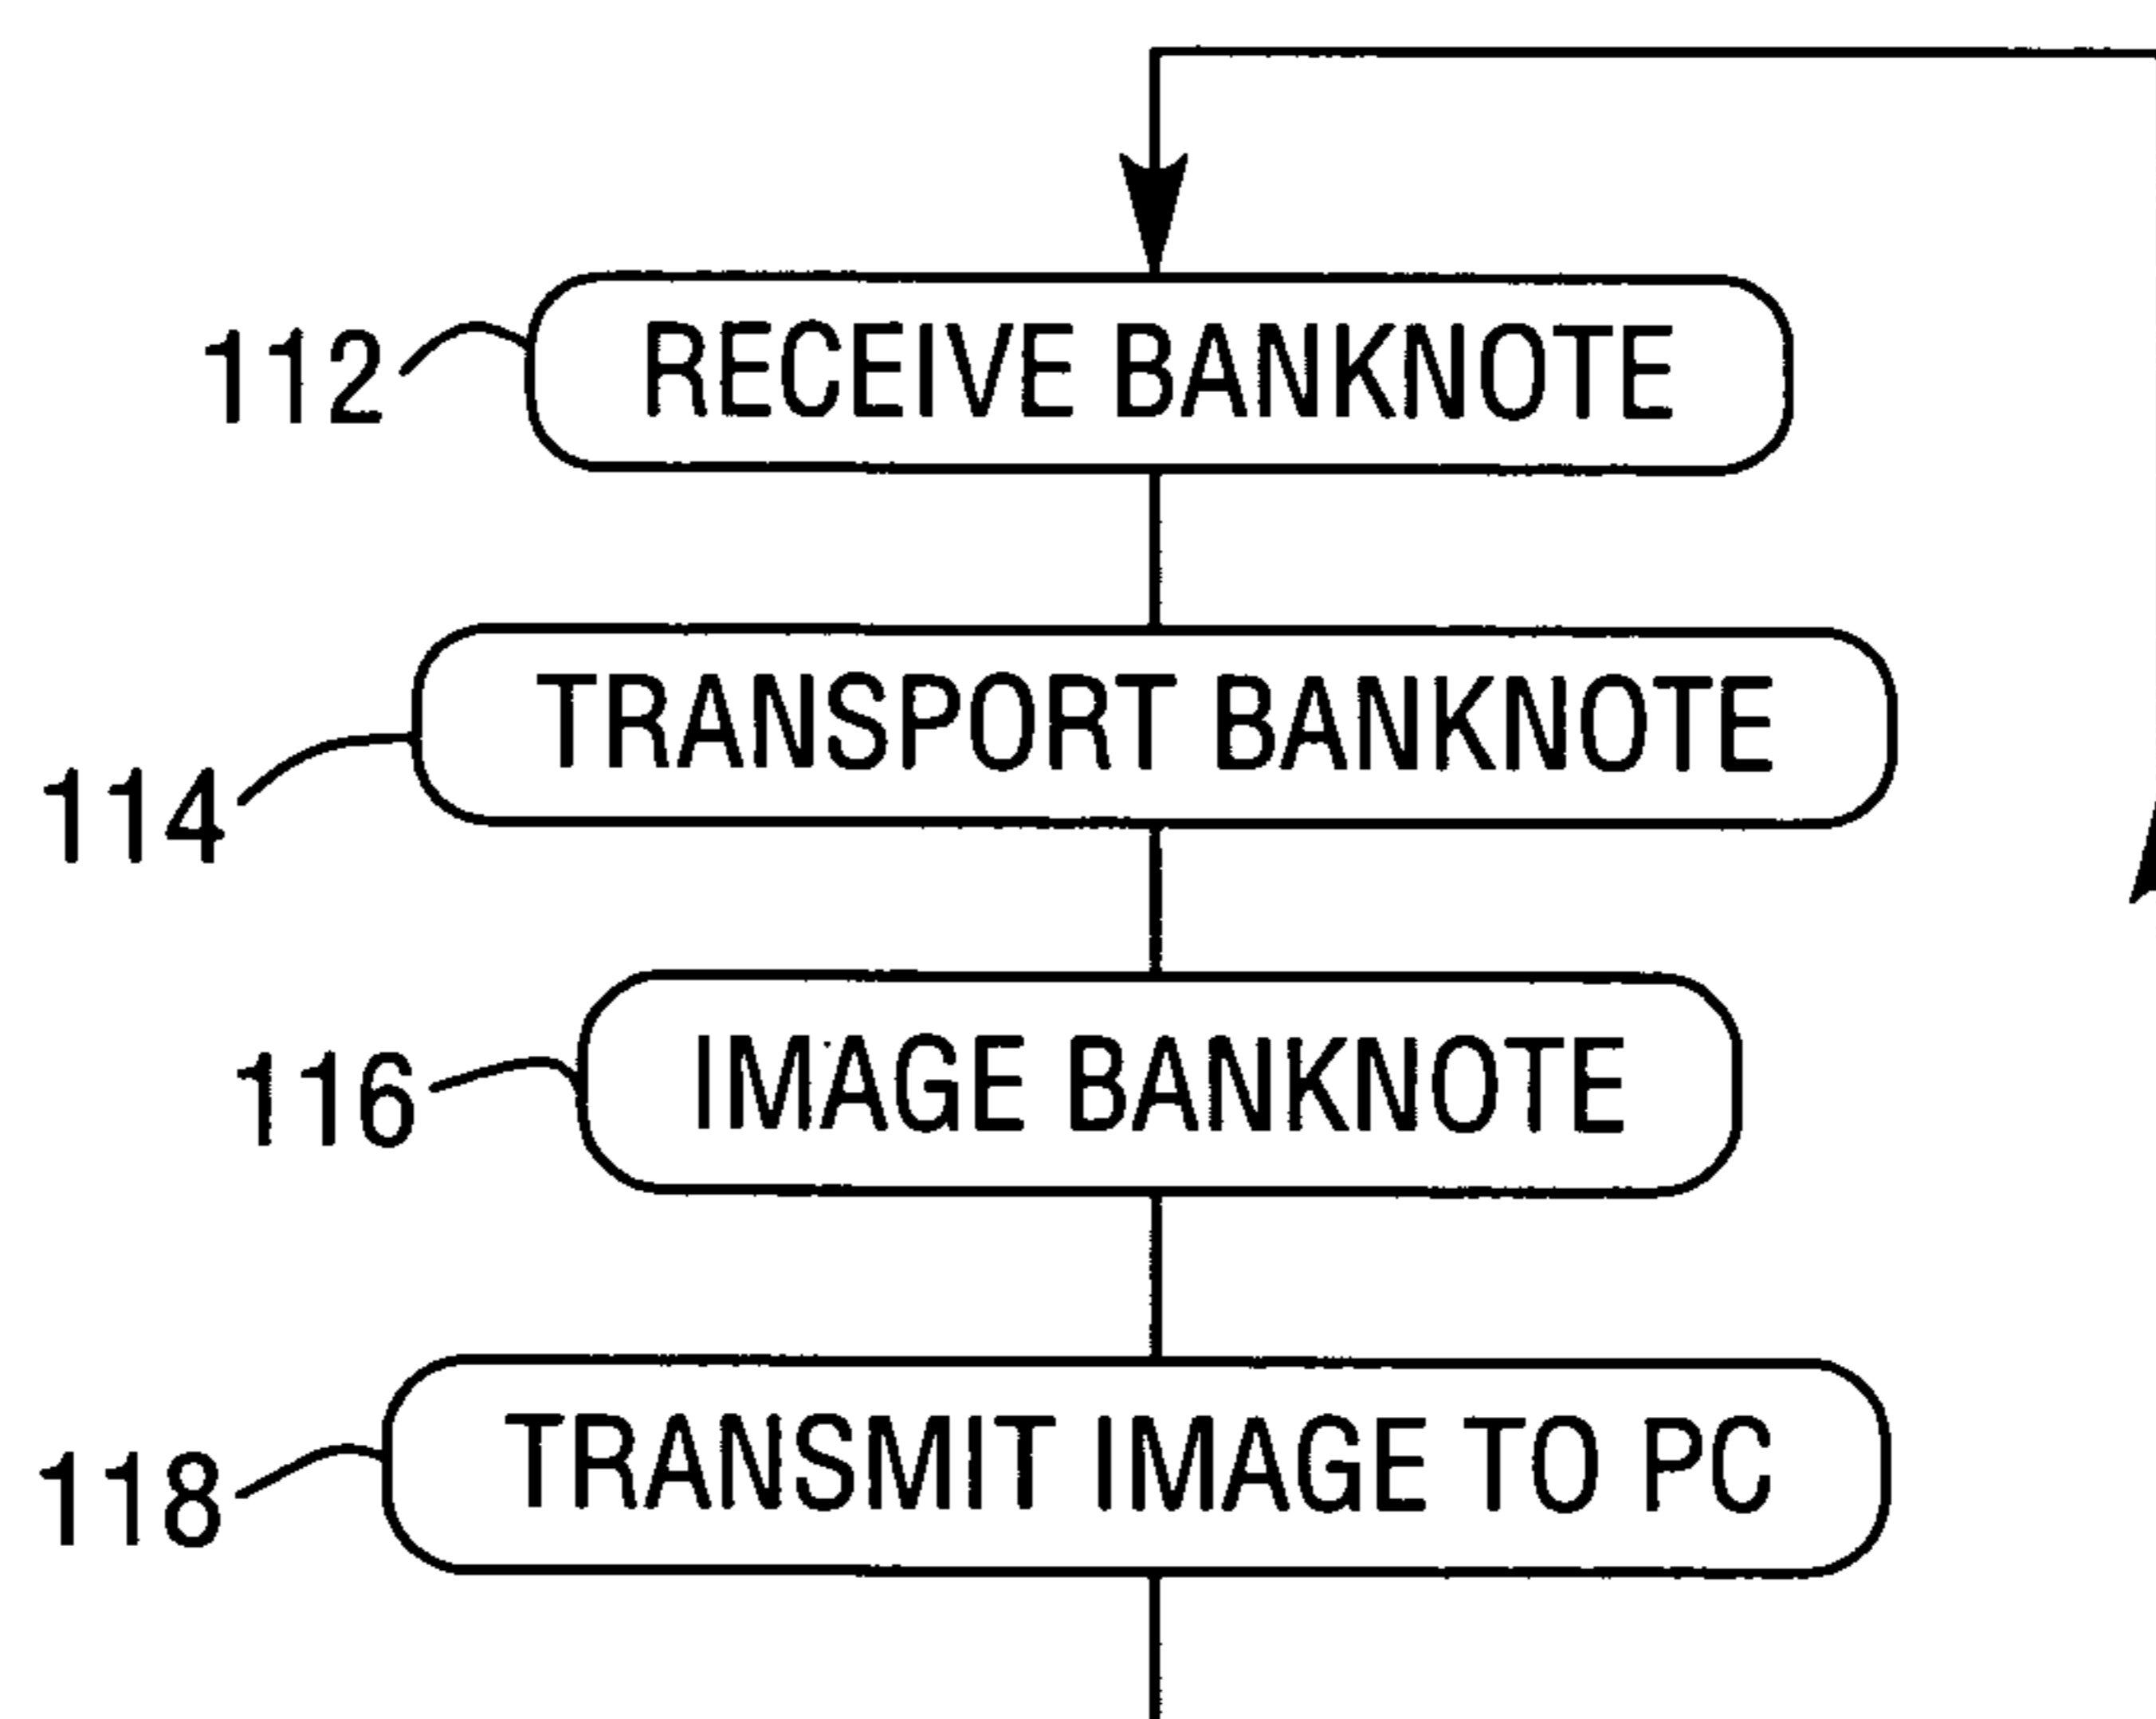 112 RECEIVE BANKNOTE
TRANSPORT BANKNOTE
114
116 IMAGE BANKNOTE
118 TRANSMIT IMAGE TO PC